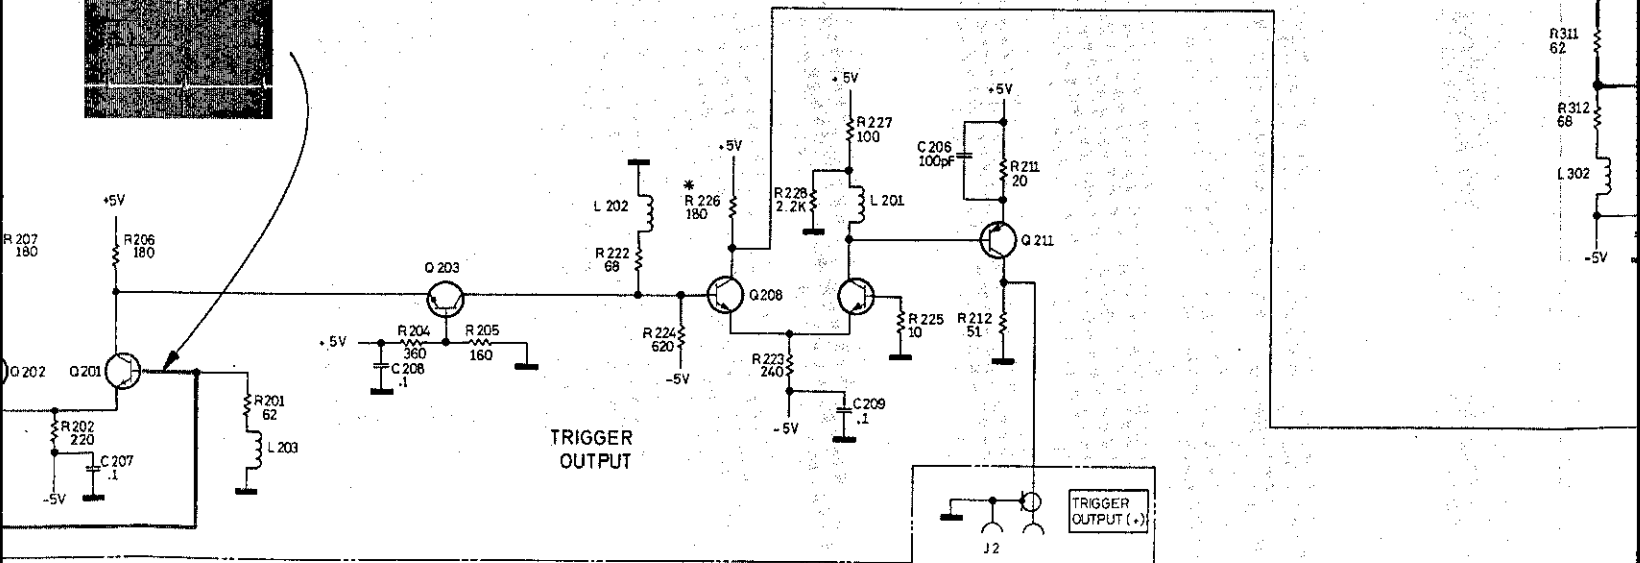 R311
62
+5V
+5V
R227
100
R312
68
C206
100pF
+5V
R211
20
*
R226
180
R228
2.2K
L201
L302
L202
+5V
R207
180
R206
180
Q211
R222
68
-5V
Q203
Q208
R225
10
R212
51
+5V
R204
360
R205
160
R224
620
C208
.1
R223
240
Q202
Q201
-5V
R201
62
C209
.1
-5V
R202
220
TRIGGER
OUTPUT
L203
C207
.1
-5V
TRIGGER
OUTPUT (+)
J2